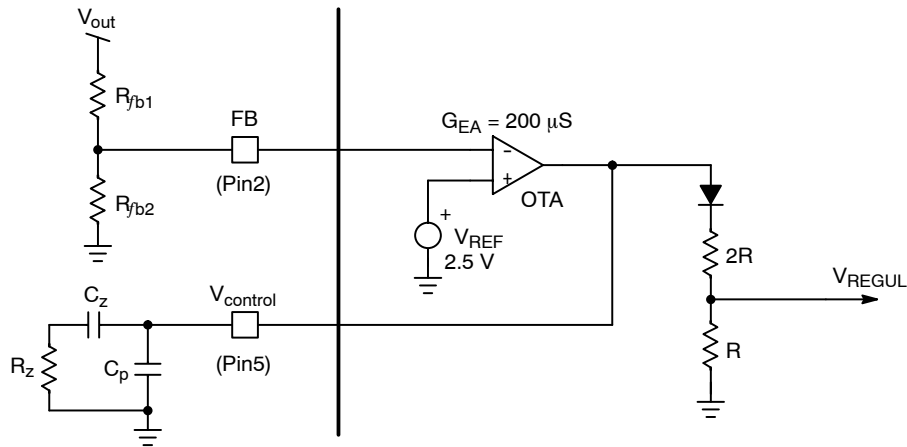 Vout
Rfb1
FB
(Pin2)
Rfb2
GEA = 200 μS
-
+
OTA
+
VREF
2.5 V
2R
VREGUL
R
Cz
Vcontrol
(Pin5)
Rz
Cp